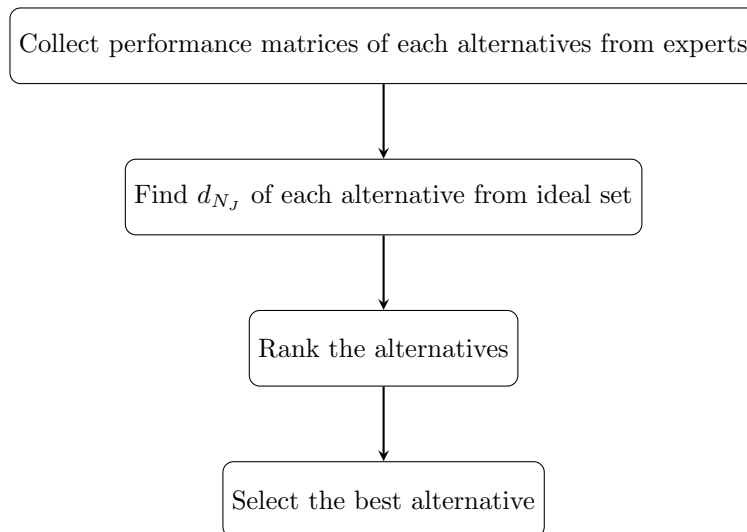 Collect performance matrices of each alternatives from experts
Find $d_{N_J}$ of each alternative from ideal set
Rank the alternatives
Select the best alternative